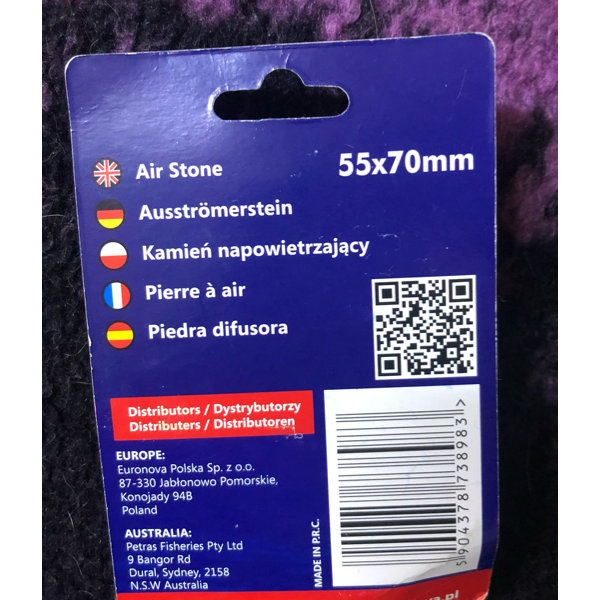 55x70mm
Air Stone
Ausströmerstein
Kamień napowietrzający
Pierre à air
Piedra difusora
Distributors / Dystrybutorzy
Distributers / Distributoren
EUROPE:
Euronova Polska Sp. z o.o.
87-330 Jabłonowo Pomorskie,
Konojady 94B
Poland
AUSTRALIA:
Petras Fisheries Pty Ltd
9 Bangor Rd
Dural, Sydney, 2158
N.S.W Australia
MADE IN P.R.C.
5904378738983>